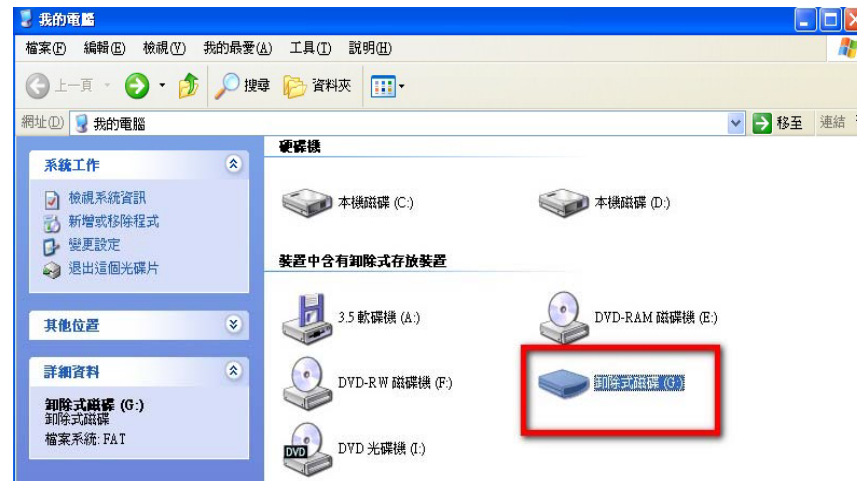 我的電腦
檔案(F) 編輯(E) 檢視(V) 我的最愛(A) 工具(T) 說明(H)
上一頁 搜尋 資料夾
網址(D) 我的電腦 移至 連結
系統工作
檢視系統資訊
新增或移除程式
變更設定
退出這個光碟片
其他位置
詳細資料
卸除式磁碟 (G:)
卸除式磁碟
檔案系統: FAT
硬碟機
本機磁碟 (C:) 本機磁碟 (D:)
裝置中含有卸除式存放裝置
3.5 軟碟機 (A:) DVD-RAM 磁碟機 (E:)
DVD-RW 磁碟機 (F:) 卸除式磁碟 (G:)
DVD 光碟機 (I:)
DVD